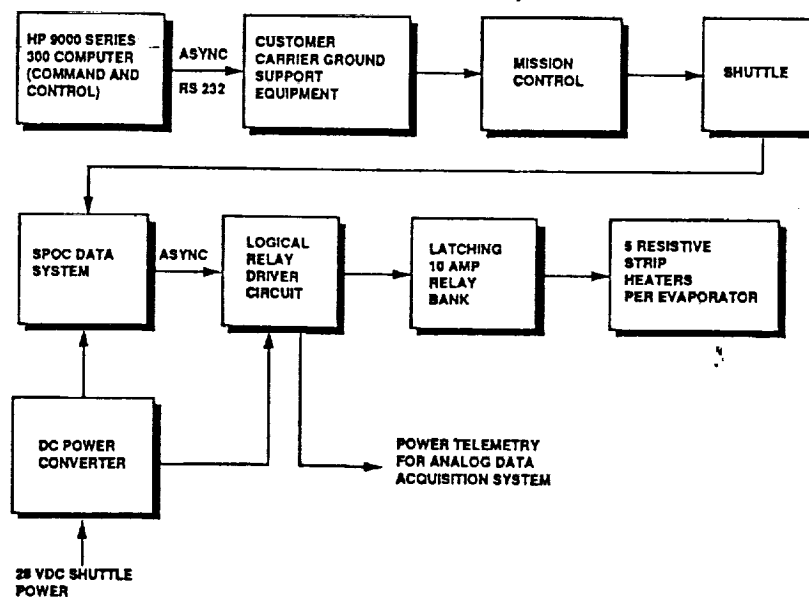 HP 9000 SERIES
300 COMPUTER
(COMMAND AND
CONTROL)
ASYNC
RS 232
CUSTOMER
CARRIER GROUND
SUPPORT
EQUIPMENT
MISSION
CONTROL
SHUTTLE
SPOC DATA
SYSTEM
ASYNC
LOGICAL
RELAY
DRIVER
CIRCUIT
LATCHING
10 AMP
RELAY
BANK
5 RESISTIVE
STRIP
HEATERS
PER EVAPORATOR
DC POWER
CONVERTER
POWER TELEMETRY
FOR ANALOG DATA
ACQUISITION SYSTEM
28 VDC SHUTTLE
POWER